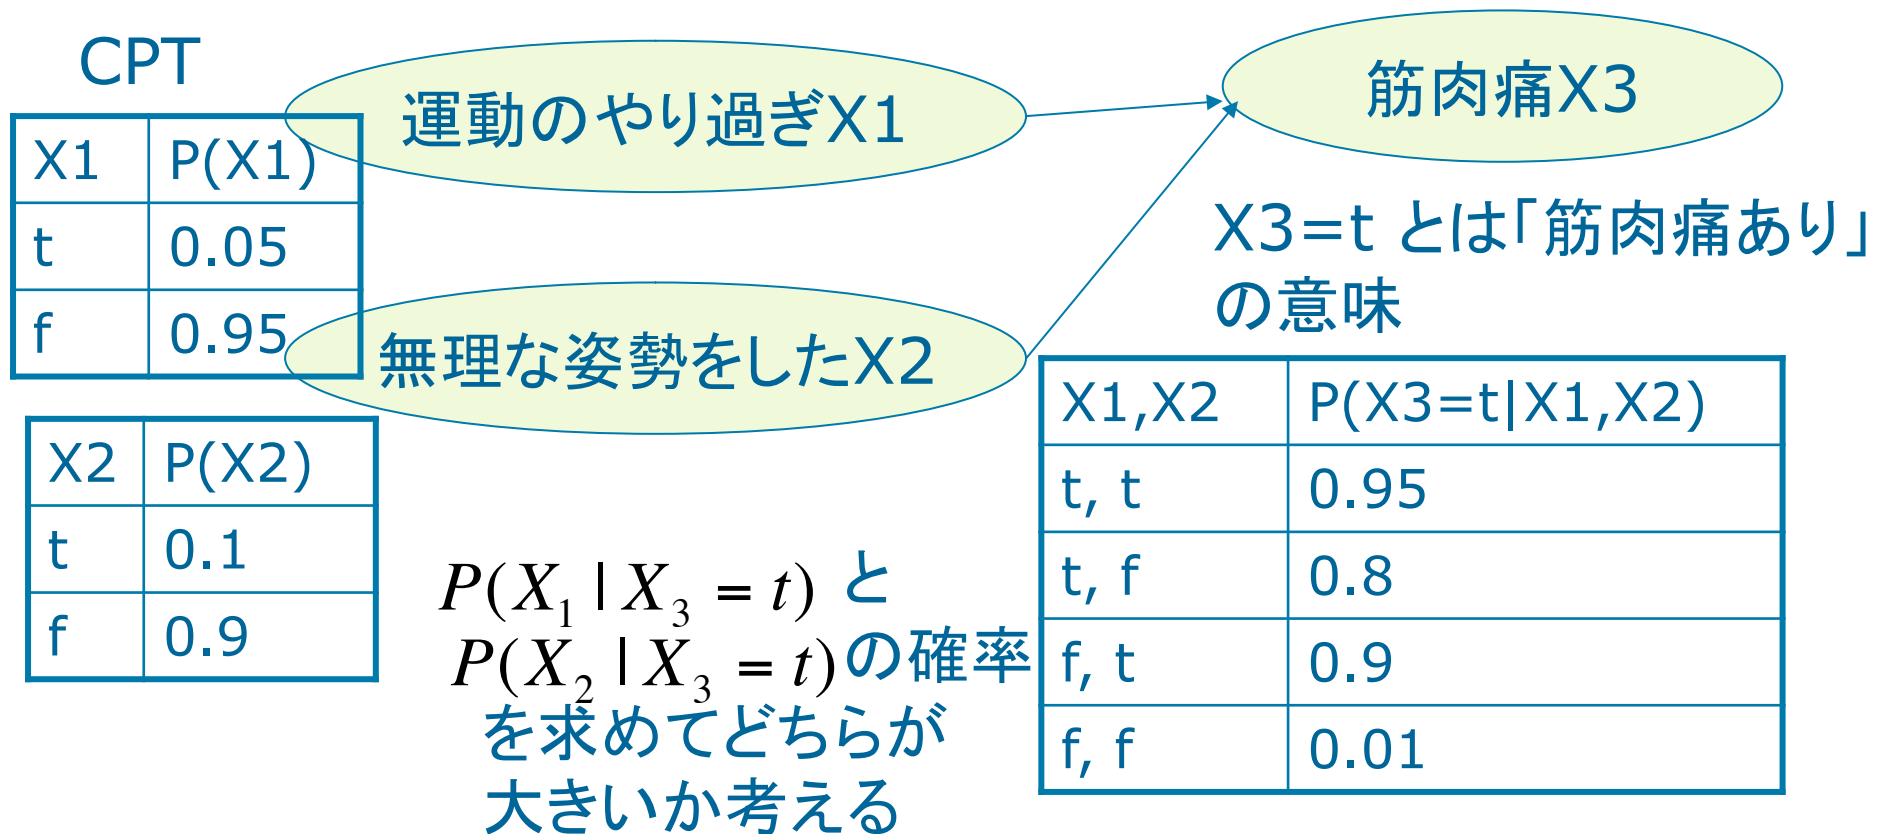 CPT
運動のやり過ぎX1
筋肉痛X3
X1 P(X1)
t 0.05
f 0.95
無理な姿勢をしたX2
X3=t とは「筋肉痛あり」
の意味
X2 P(X2)
t 0.1
f 0.9
P(X₁ | X₃ = t) と
P(X₂ | X₃ = t)の確率
を求めてどちらが
大きいか考える
X1,X2 P(X3=t|X1,X2)
t, t 0.95
t, f 0.8
f, t 0.9
f, f 0.01